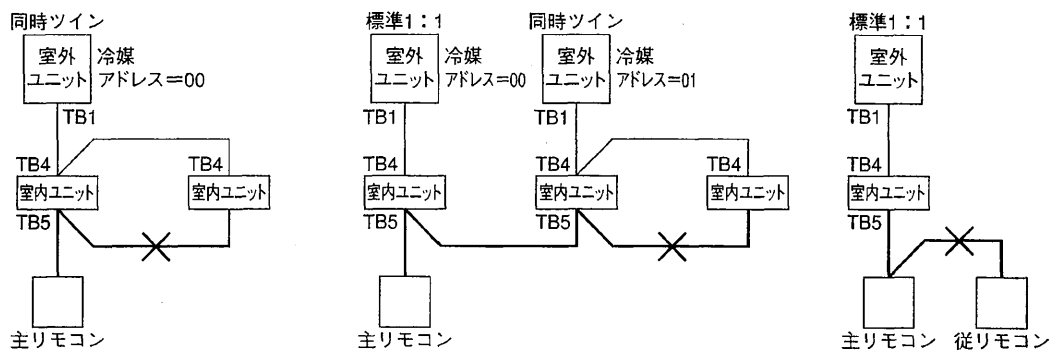 同時ツイン
室外
ユニット
冷媒
アドレス=00
TB1
TB4
TB4
室内ユニット
室内ユニット
TB5
主リモコン
標準1:1
同時ツイン
室外
ユニット
冷媒
アドレス=00
室外
ユニット
冷媒
アドレス=01
TB1
TB1
TB4
TB4
TB4
室内ユニット
室内ユニット
室内ユニット
TB5
TB5
主リモコン
標準1:1
室外
ユニット
TB1
TB4
室内ユニット
TB5
主リモコン
従リモコン